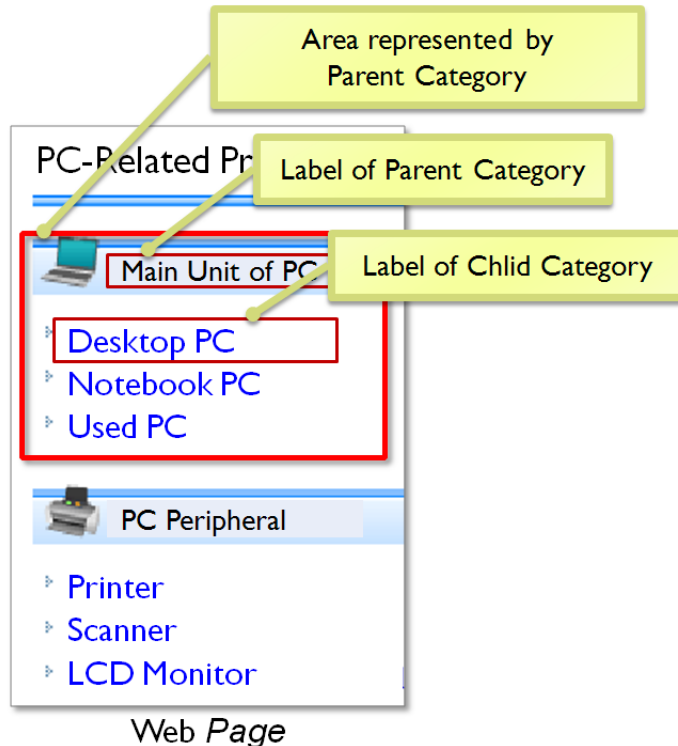 Area represented by
Parent Category
PC-Related Pr
Label of Parent Category
Main Unit of PC
Label of Chlid Category
Desktop PC
Notebook PC
Used PC
PC Peripheral
Printer
Scanner
LCD Monitor
Web Page